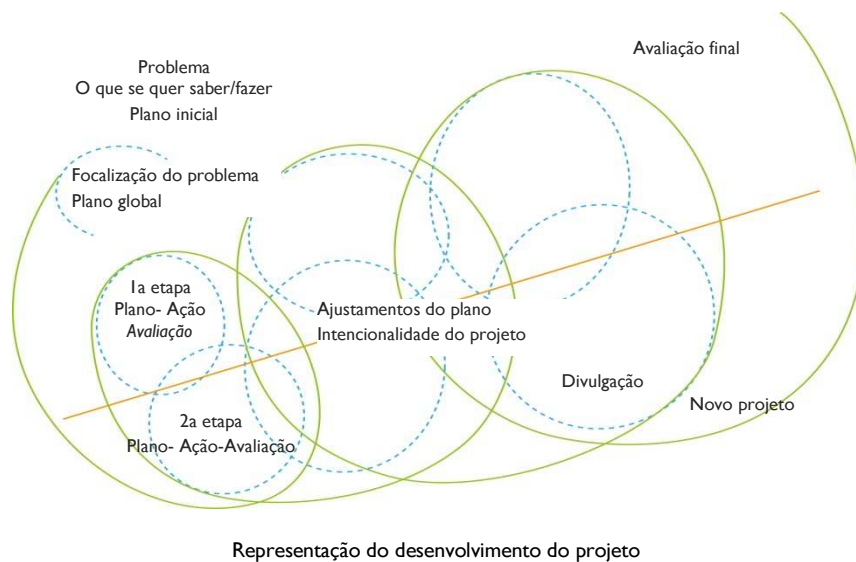 Problema
O que se quer saber/fazer
Plano inicial
Focalização do problema
Plano global
1a etapa
Plano- Ação
Avaliação
2a etapa
Plano- Ação-Avaliação
Ajustamentos do plano
Intencionalidade do projeto
Avaliação final
Divulgação
Novo projeto
Representação do desenvolvimento do projeto